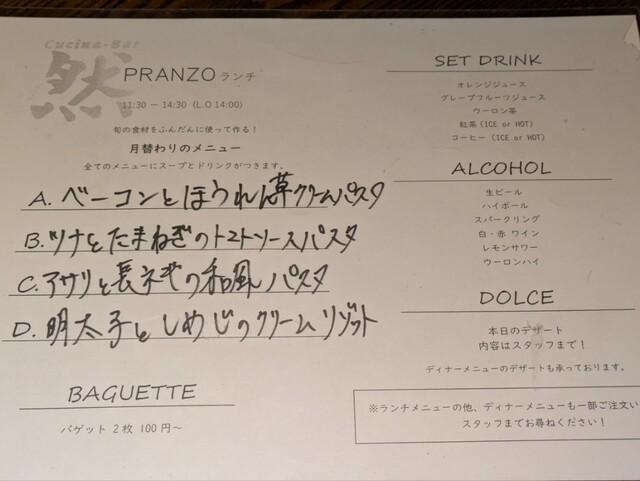 Cucina-Bar
然
PRANZO ランチ
11:30 ー 14:30 (L.O 14:00)
旬の食材をふんだんに使って作る!
月替わりのメニュー
全てのメニューにスープとドリンクがつきます。
A. ベーコンとほうれん草クリームパスタ
B. ツナとたまねぎのトマトソースパスタ
C. アサリと長ネギの和風パスタ
D. 明太子としめじのクリームリゾット
BAGUETTE
バゲット 2枚 100円〜
SET DRINK
オレンジジュース
グレープフルーツジュース
ウーロン茶
紅茶 (ICE or HOT)
コーヒー (ICE or HOT)
ALCOHOL
生ビール
ハイボール
スパークリング
白・赤 ワイン
レモンサワー
ウーロンハイ
DOLCE
本日のデザート
内容はスタッフまで!
ディナーメニューのデザートも承っております。
※ランチメニューの他、ディナーメニューも一部ご注文い
スタッフまでお尋ねください!